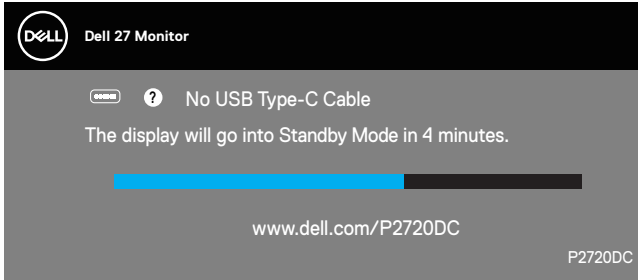 DELL
Dell 27 Monitor
? No USB Type-C Cable
The display will go into Standby Mode in 4 minutes.
www.dell.com/P2720DC
P2720DC